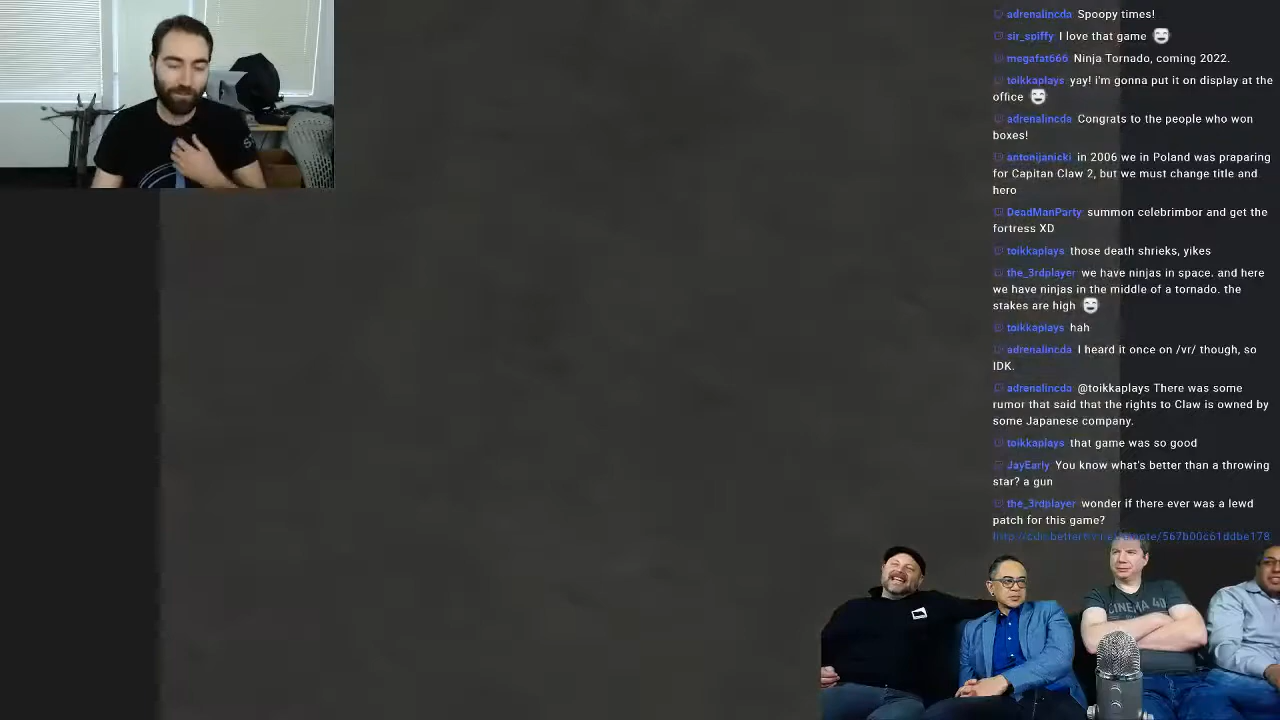 adrenalincda Spoopy times!
sir_spiffy I love that game
megafat666 Ninja Tornado, coming 2022.
toikkaplays yay! i'm gonna put it on display at the
office
adrenalincda Congrats to the people who won
boxes!
antonijanicki in 2006 we in Poland was praparing
for Capitan Claw 2, but we must change title and
hero
DeadManParty summon celebrimbor and get the
fortress XD
toikkaplays those death shrieks, yikes
the_3rdplayer we have ninjas in space. and here
we have ninjas in the middle of a tornado. the
stakes are high
toikkaplays hah
adrenalincda I heard it once on /vr/ though, so
IDK.
adrenalincda @toikkaplays There was some
rumor that said that the rights to Claw is owned by
some Japanese company.
toikkaplays that game was so good
JayEarly You know what's better than a throwing
star? a gun
the_3rdplayer wonder if there ever was a lewd
patch for this game?
CINEMA 4D